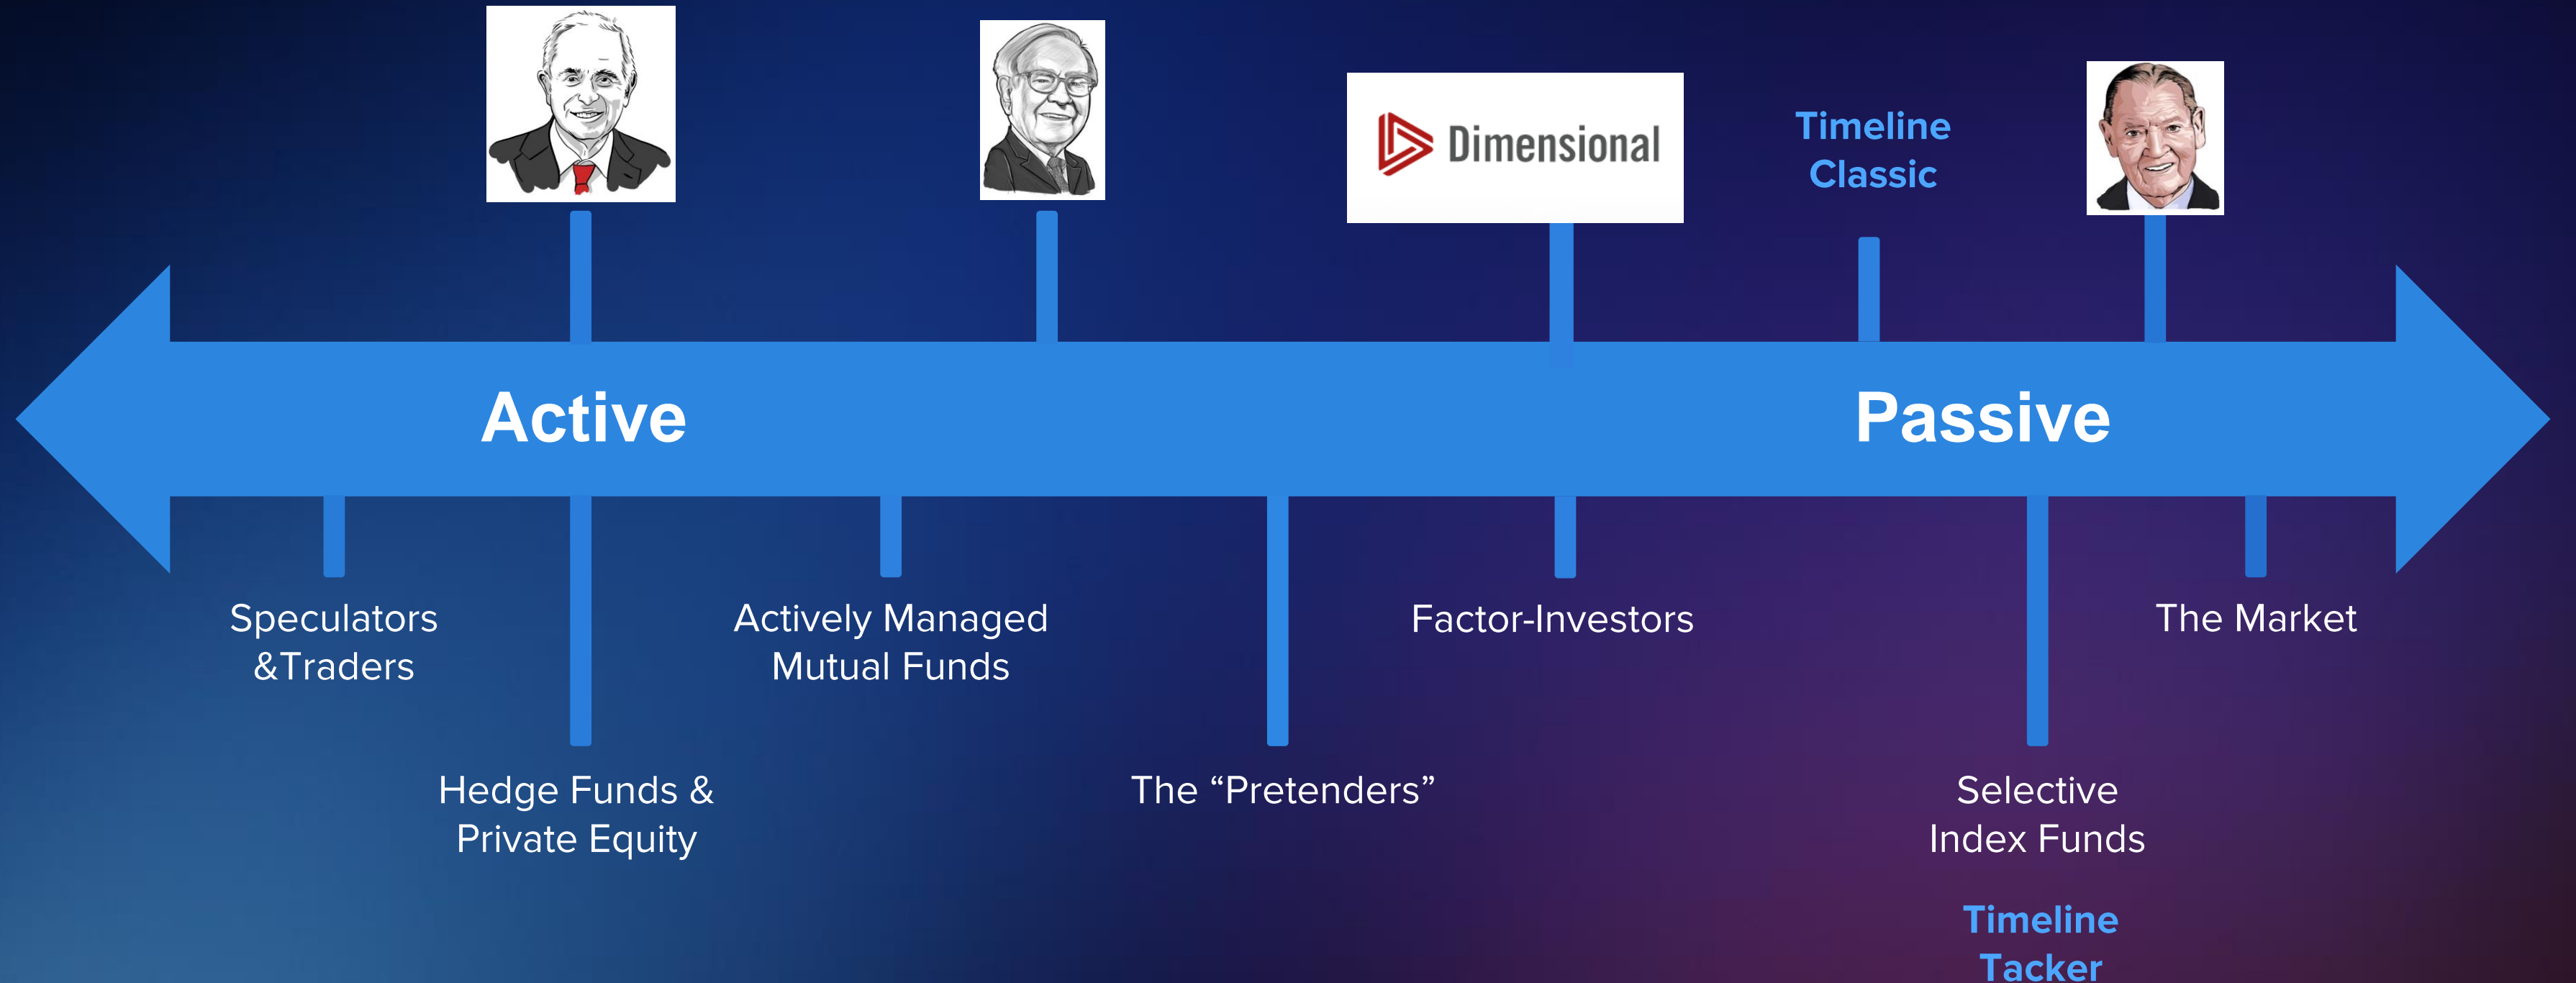 Dimensional
Timeline
Classic
Active
Passive
Speculators
&Traders
Actively Managed
Mutual Funds
Factor-Investors
The Market
Hedge Funds &
Private Equity
The “Pretenders”
Selective
Index Funds
Timeline
Tacker